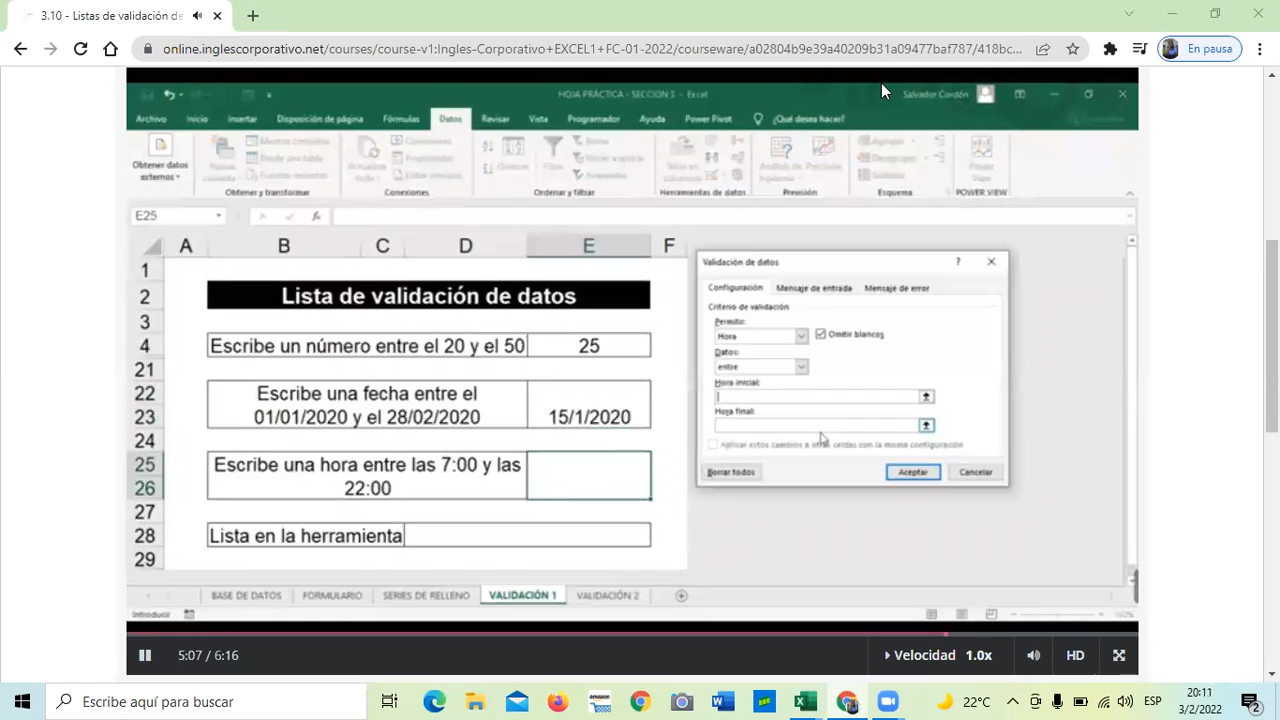 3.10 - Listas de validación de
online.inglescorporativo.net/courses/course-v1:Ingles-Corporativo+EXCEL1+FC-01-2022/courseware/a02804b9e39a40209b31a09477baf787/418bc...
En pausa
HOJA PRÁCTICA - SECCION 3 - Excel
Salvador Cordón
Archivo Inicio Insertar Disposición de página Fórmulas Datos Revisar Vista Programador Ayuda Power Pivot ¿Qué desea hacer?
Obtener datos externos
Obtener y transformar Conexiones Ordenar y filtrar Herramientas de datos Previsión Esquema POWER VIEW
E25
A B C D E F
1
2 Lista de validación de datos
3
4 Escribe un número entre el 20 y el 50 25
21
22 Escribe una fecha entre el
23 01/01/2020 y el 28/02/2020 15/1/2020
24
25 Escribe una hora entre las 7:00 y las
26 22:00
27
28 Lista en la herramienta
29
Validación de datos ?
Configuración Mensaje de entrada Mensaje de error
Criterio de validación
Permitir:
Hora Omitir blancos
Datos:
entre
Hora inicial:
Hoja final:
Aplicar estos cambios a otras celdas con la misma configuración
Borrar todos Aceptar Cancelar
BASE DE DATOS FORMULARIO SERIES DE RELLENO VALIDACIÓN 1 VALIDACIÓN 2
Introducir
5:07 / 6:16 Velocidad 1.0x HD
Escribe aquí para buscar
amazon
22°C
ESP
20:11
3/2/2022
2